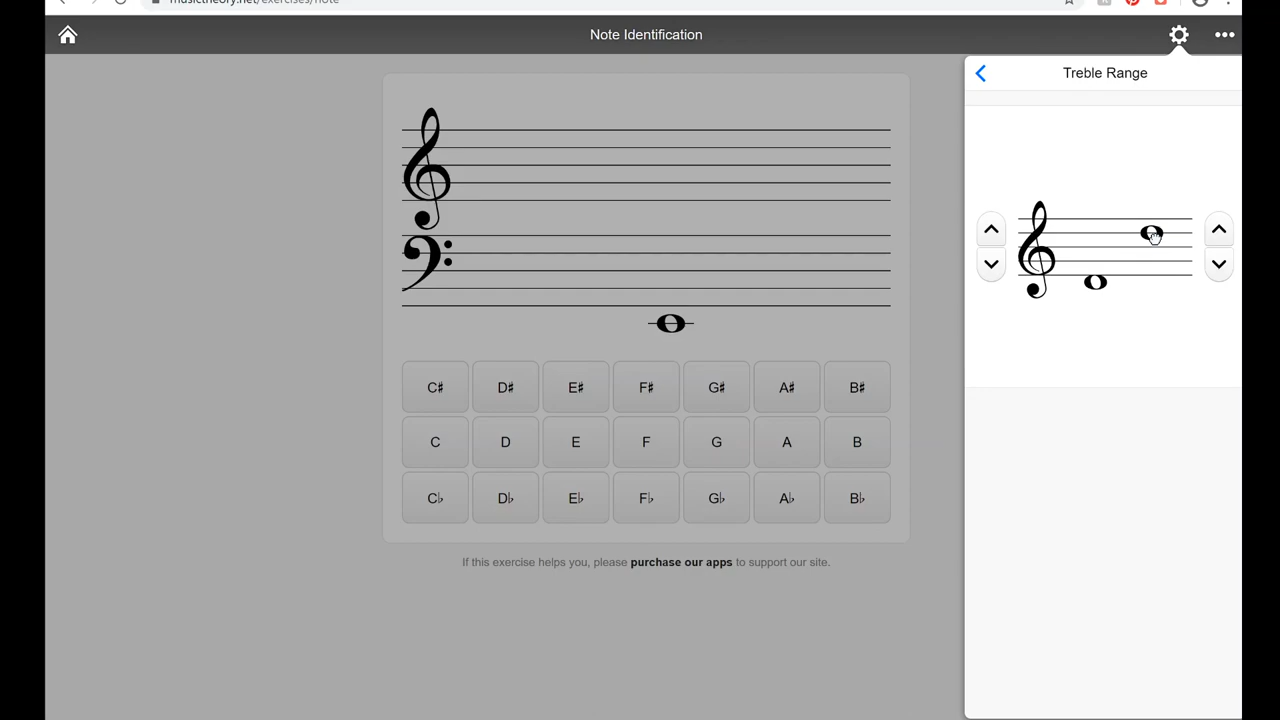 musictheory.net/exercises/note
Note Identification
Treble Range
C♯ D♯ E♯ F♯ G♯ A♯ B♯
C D E F G A B
C♭ D♭ E♭ F♭ G♭ A♭ B♭
If this exercise helps you, please purchase our apps to support our site.